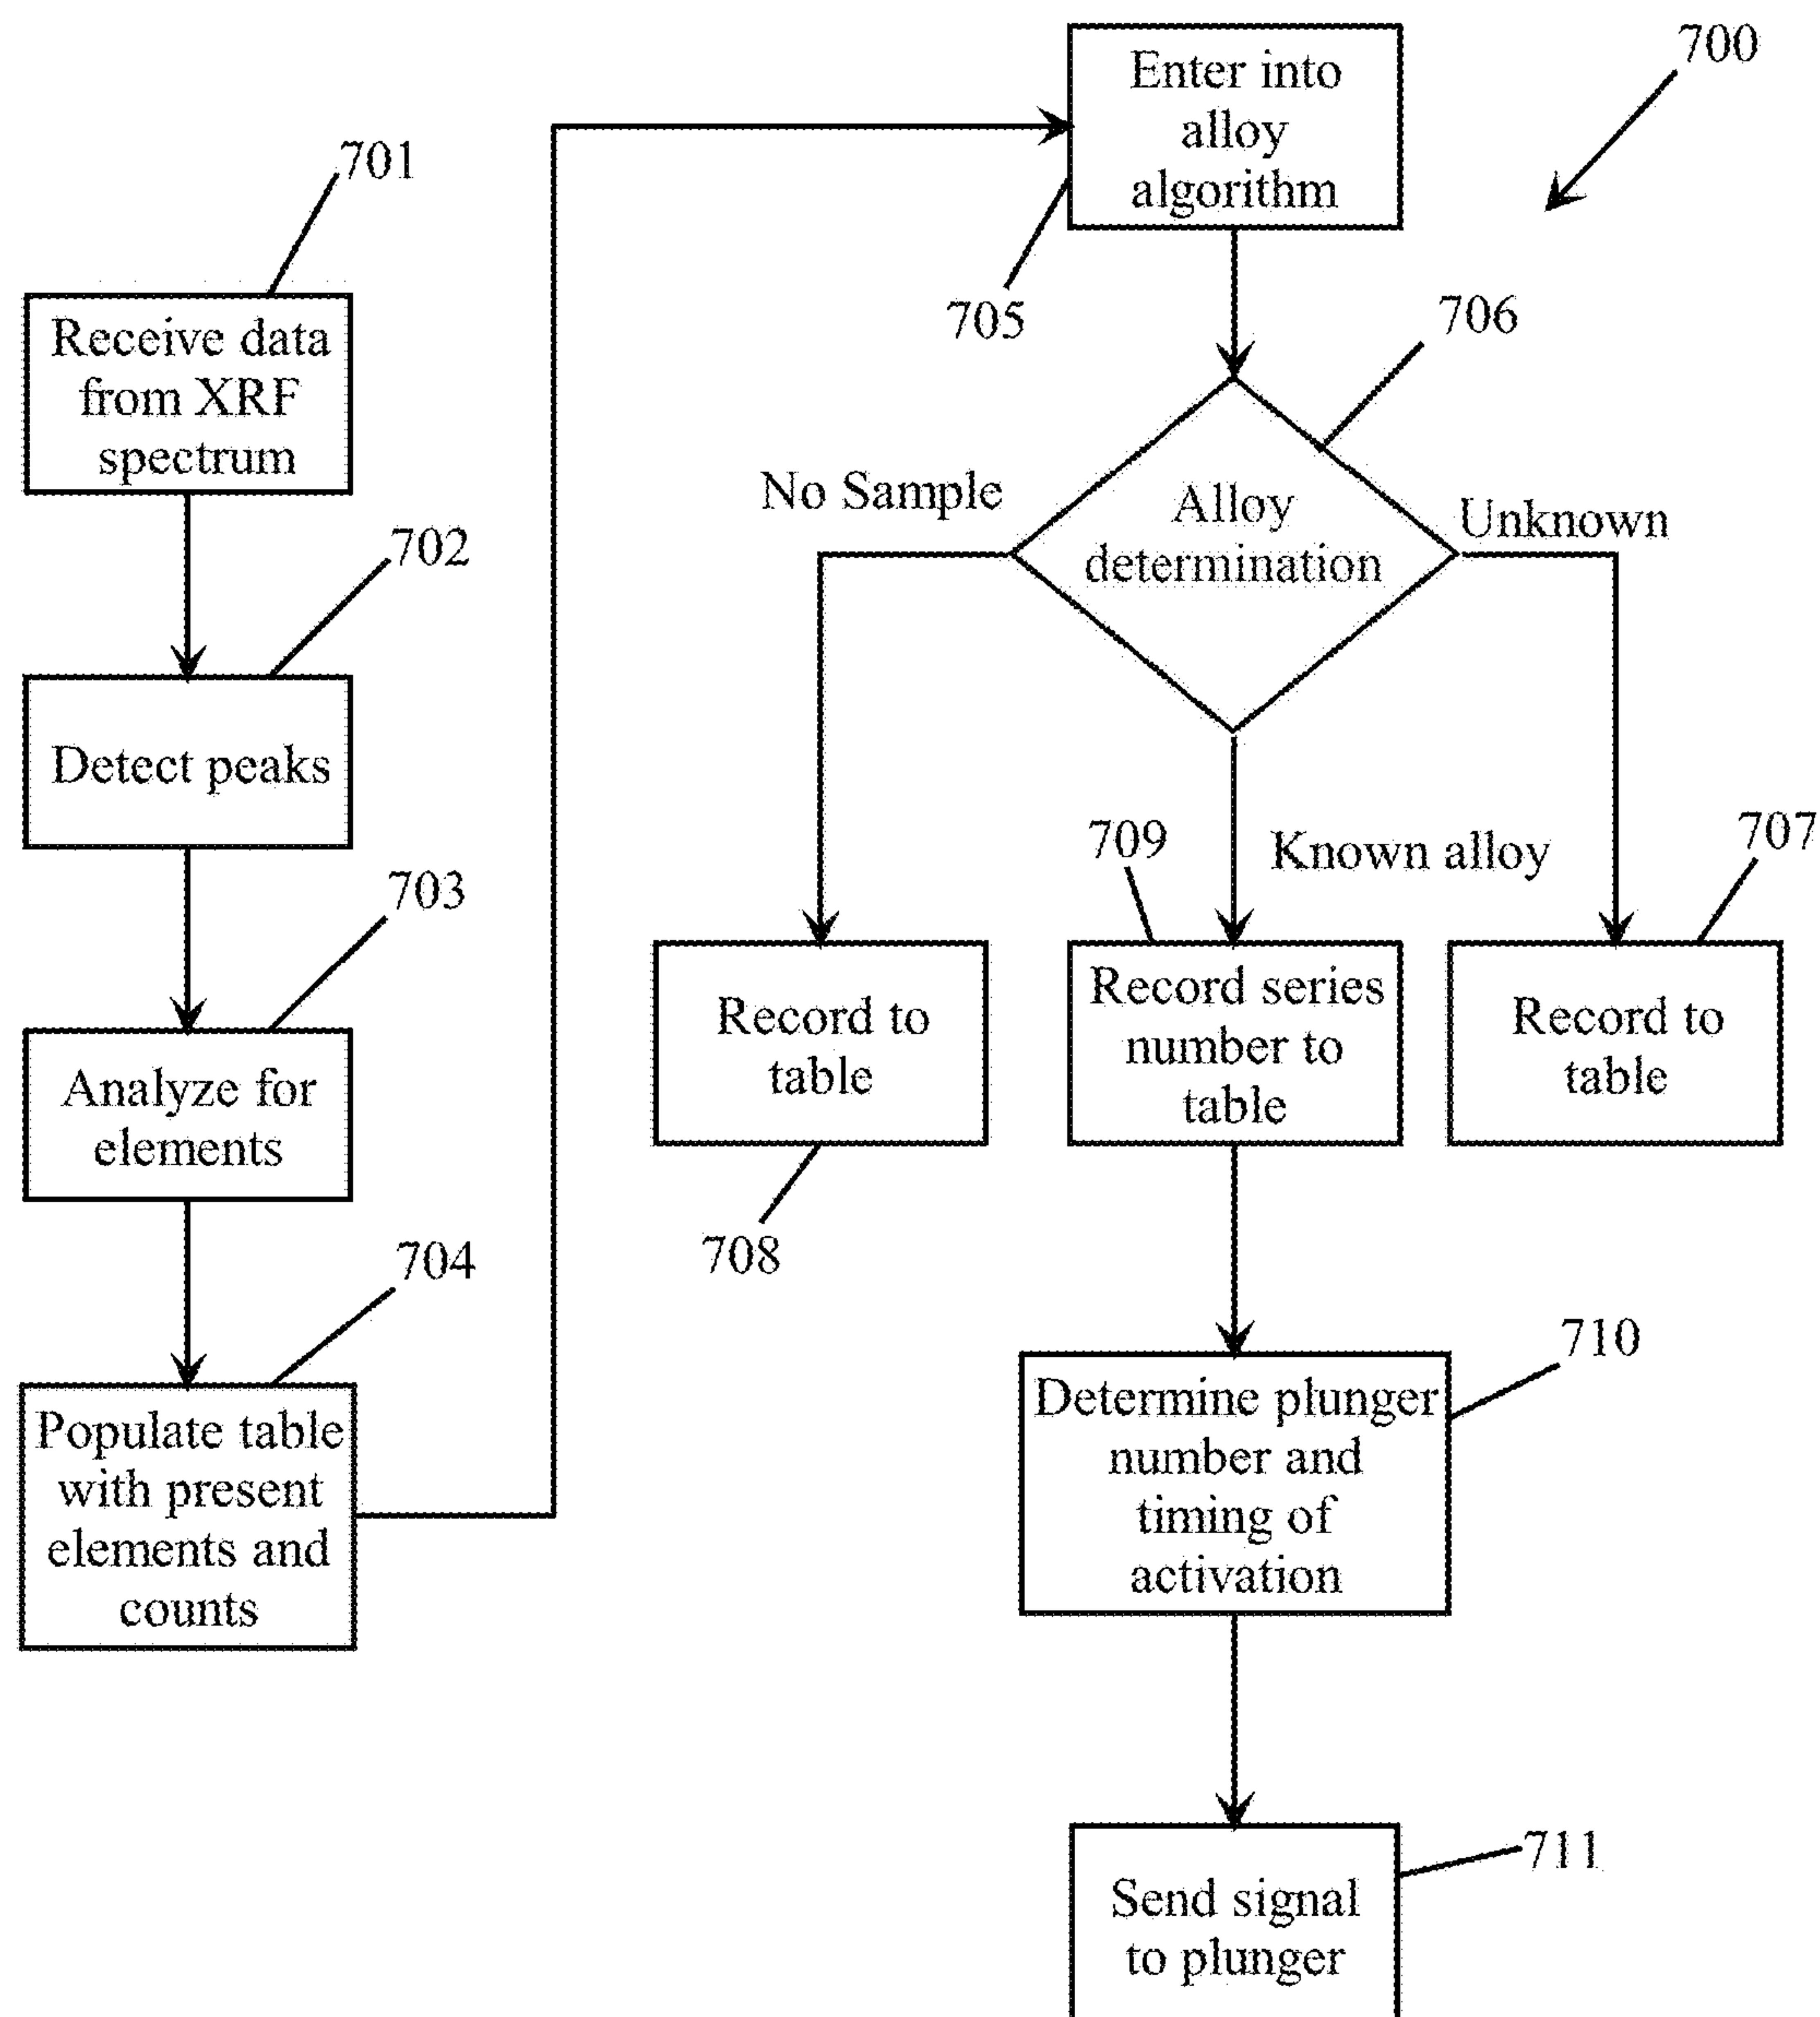 700
Enter into
alloy
algorithm
705
701
Receive data
from XRF
spectrum
702
Detect peaks
703
Analyze for
elements
704
Populate table
with present
elements and
counts
706
Alloy
determination
No Sample
Unknown
Known alloy
709
707
Record to
table
708
Record series
number to
table
Record to
table
710
Determine plunger
number and
timing of
activation
711
Send signal
to plunger